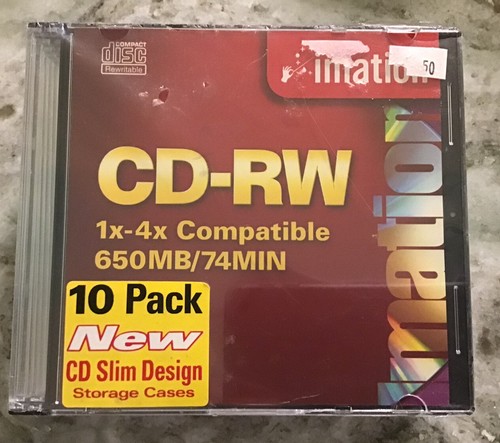 COMPACT
disc
Rewritable
imation
50
CD-RW
1x-4x Compatible
650MB/74MIN
imation
10 Pack
New
CD Slim Design
Storage Cases